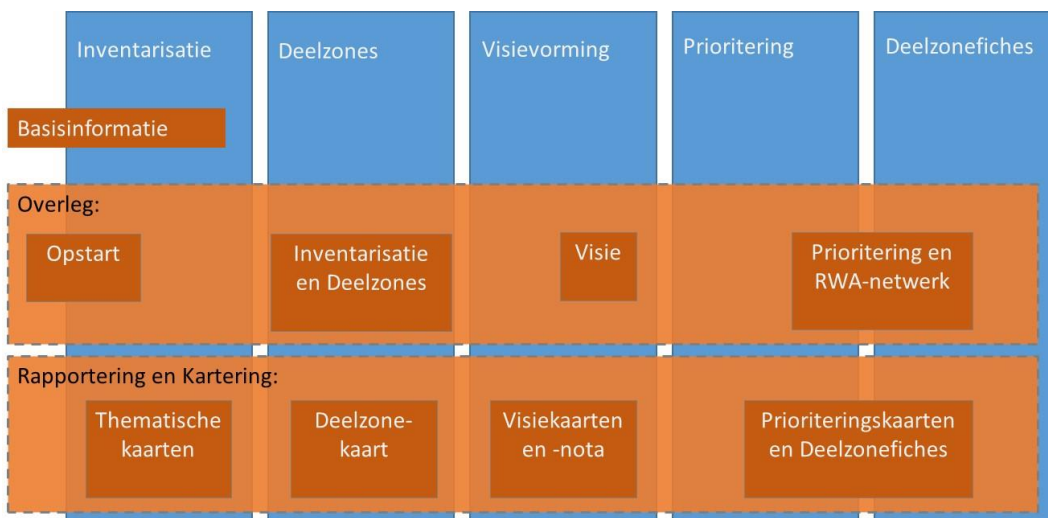 Inventarisatie
Deelzones
Visievorming
Prioritering
Deelzonefiches
Basisinformatie
Overleg:
Opstart
Inventarisatie
en Deelzones
Visie
Prioritering en
RWA-netwerk
Rapportering en Kartering:
Thematische
kaarten
Deelzone-
kaart
Visiekaarten
en -nota
Prioriteringskaarten
en Deelzonefiches